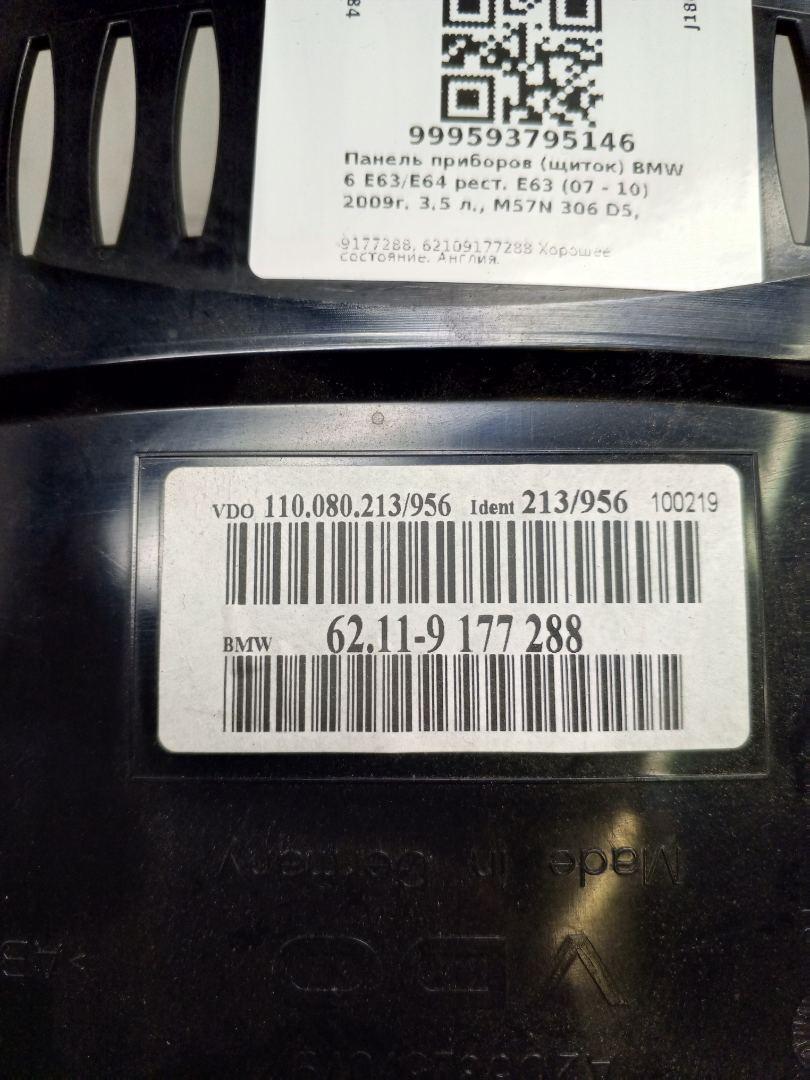 84
J18
999593795146
Панель приборов (щиток) BMW
6 E63/E64 рест. E63 (07 - 10)
2009г. 3,5 л., M57N 306 D5,
9177288, 62109177288 Хорошее
состояние. Англия.
VDO 110.080.213/956 Ident 213/956 100219
BMW 62.11-9 177 288
Made in Germany
VDO